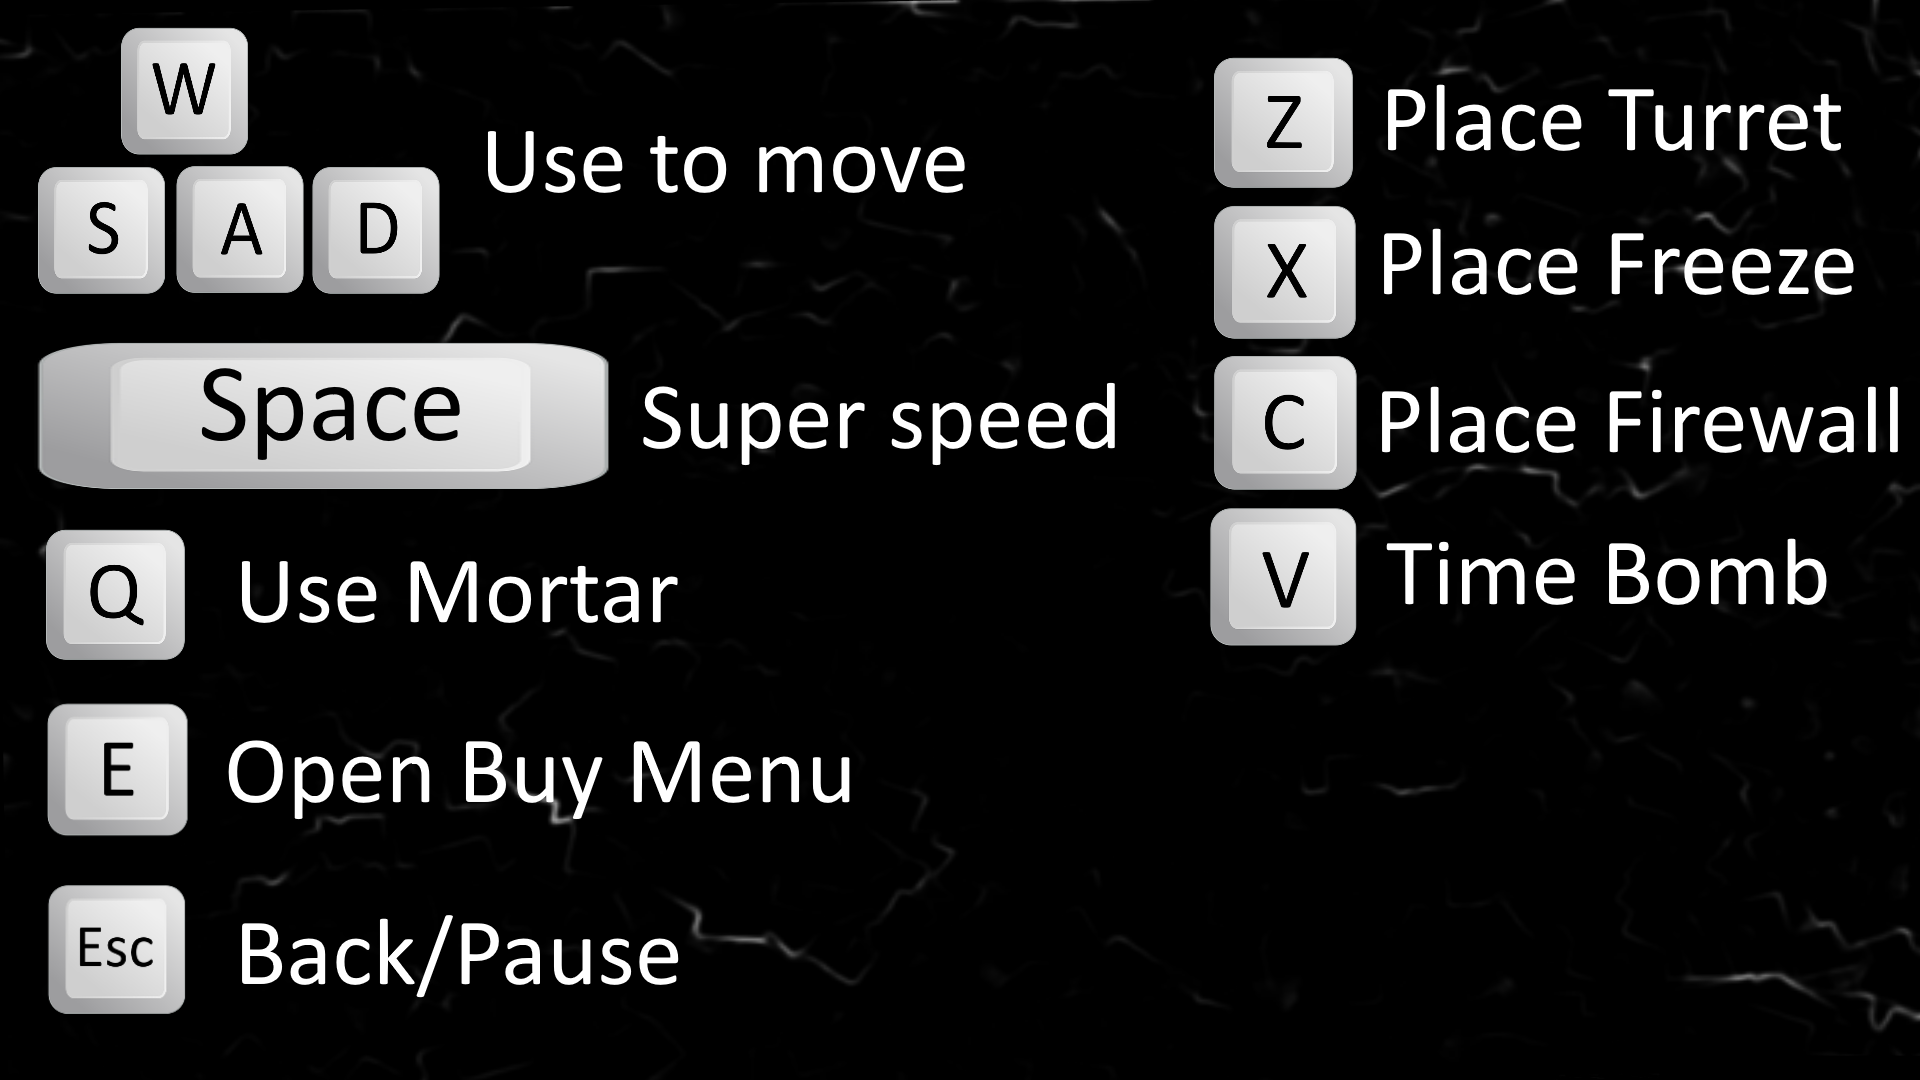 W
S A D
Use to move
Space
Super speed
Q
Use Mortar
E
Open Buy Menu
Esc
Back/Pause
Z
Place Turret
X
Place Freeze
C
Place Firewall
V
Time Bomb